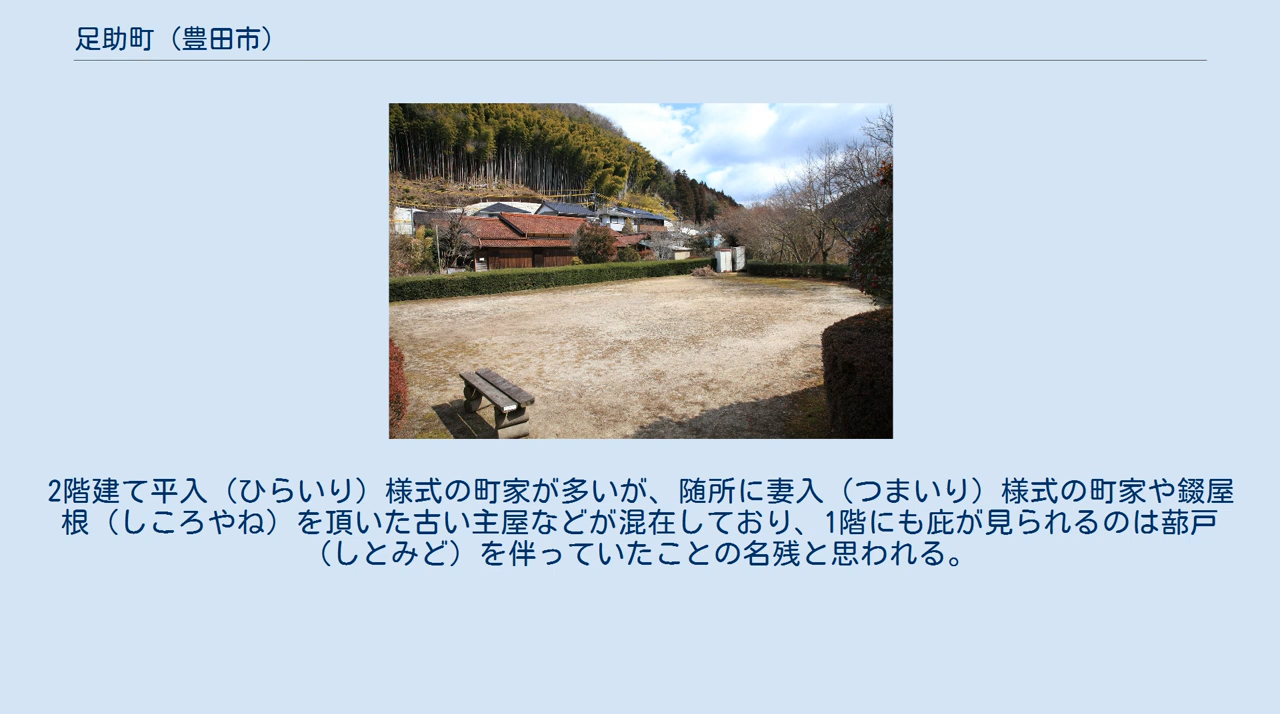 足助町（豊田市）
2階建て平入（ひらいり）様式の町家が多いが、随所に妻入（つまいり）様式の町家や錣屋
根（しころやね）を頂いた古い主屋などが混在しており、1階にも庇が見られるのは蔀戸
（しとみど）を伴っていたことの名残と思われる。